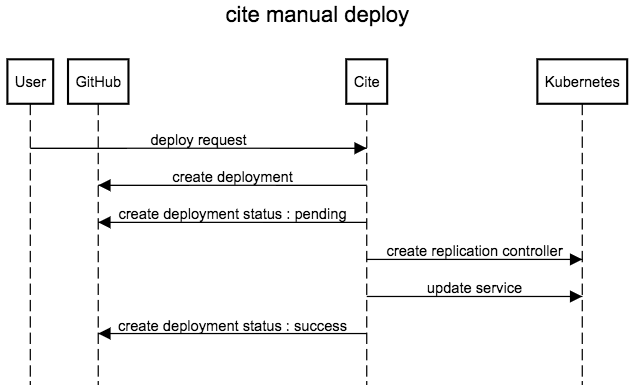 cite manual deploy
User
GitHub
Cite
Kubernetes
deploy request
create deployment
create deployment status : pending
create replication controller
update service
create deployment status : success